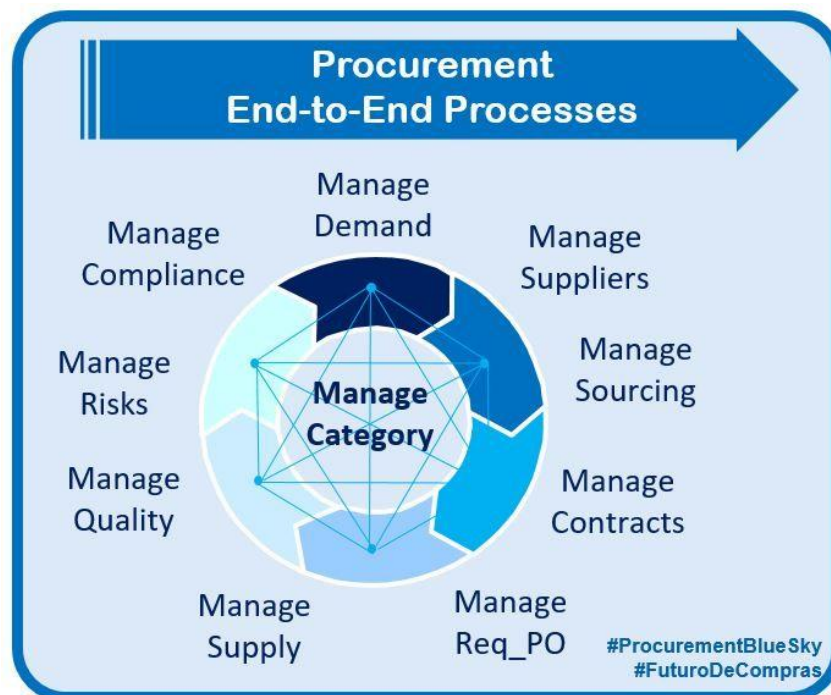 Procurement
End-to-End Processes
Manage
Demand
Manage
Suppliers
Manage
Sourcing
Manage
Contracts
Manage
Req_PO
Manage
Supply
Manage
Quality
Manage
Risks
Manage
Compliance
Manage
Category
#ProcurementBlueSky
#FuturoDeCompras